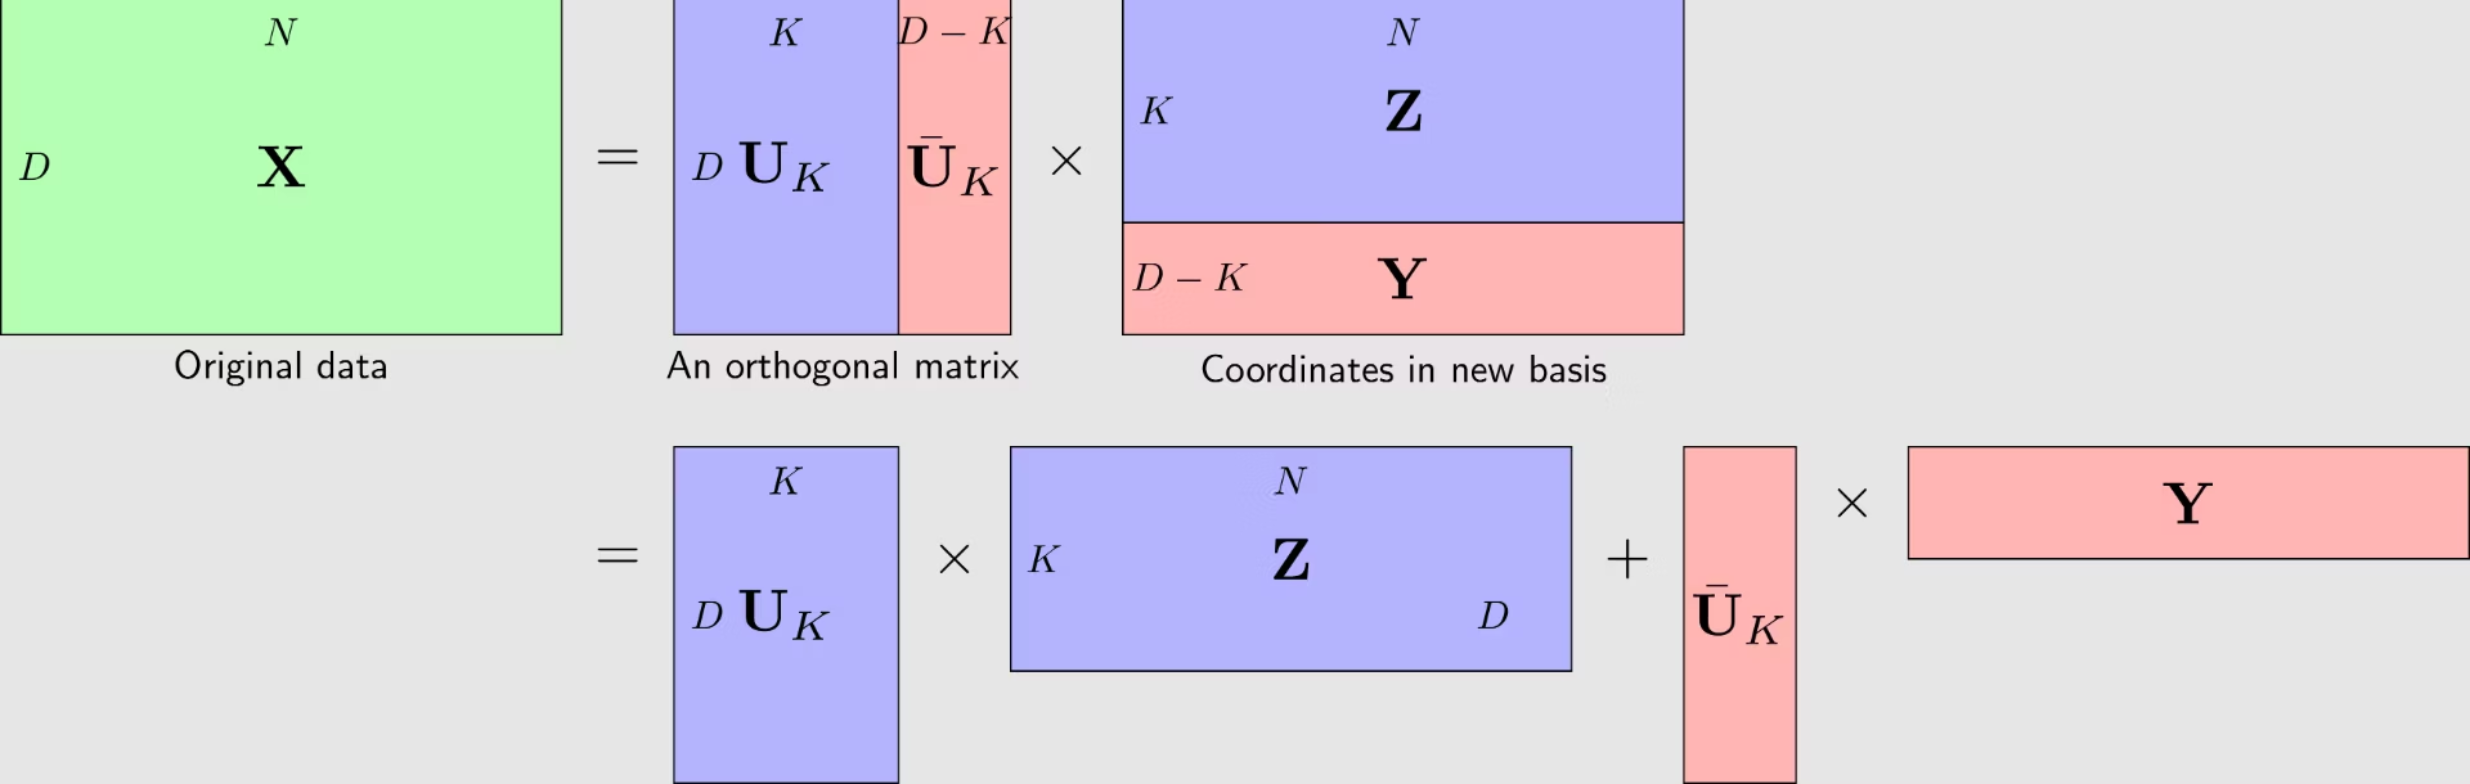 N K D − K N
K Z
D X = D U_K Ū_K × 
D − K Y
Original data An orthogonal matrix Coordinates in new basis
K N
= D U_K × K Z + Ū_K × Y
D